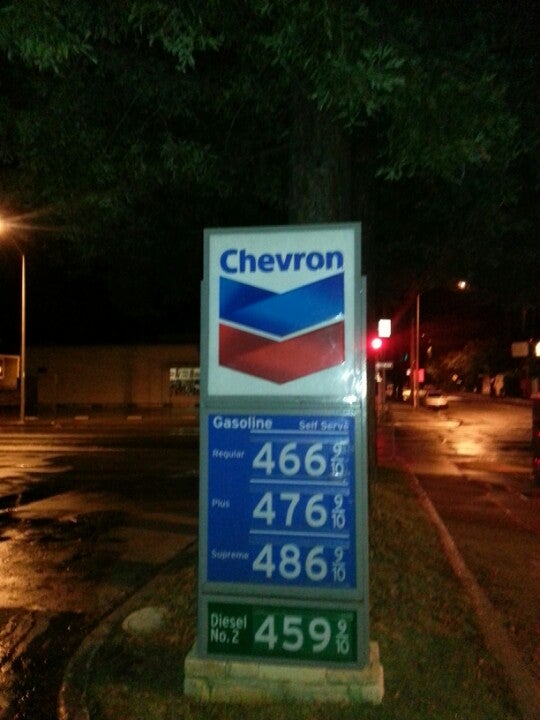 Chevron
Gasoline Self Serve
Regular 466 9/10
Plus 476 9/10
Supreme 486 9/10
Diesel
No. 2 459 9/10